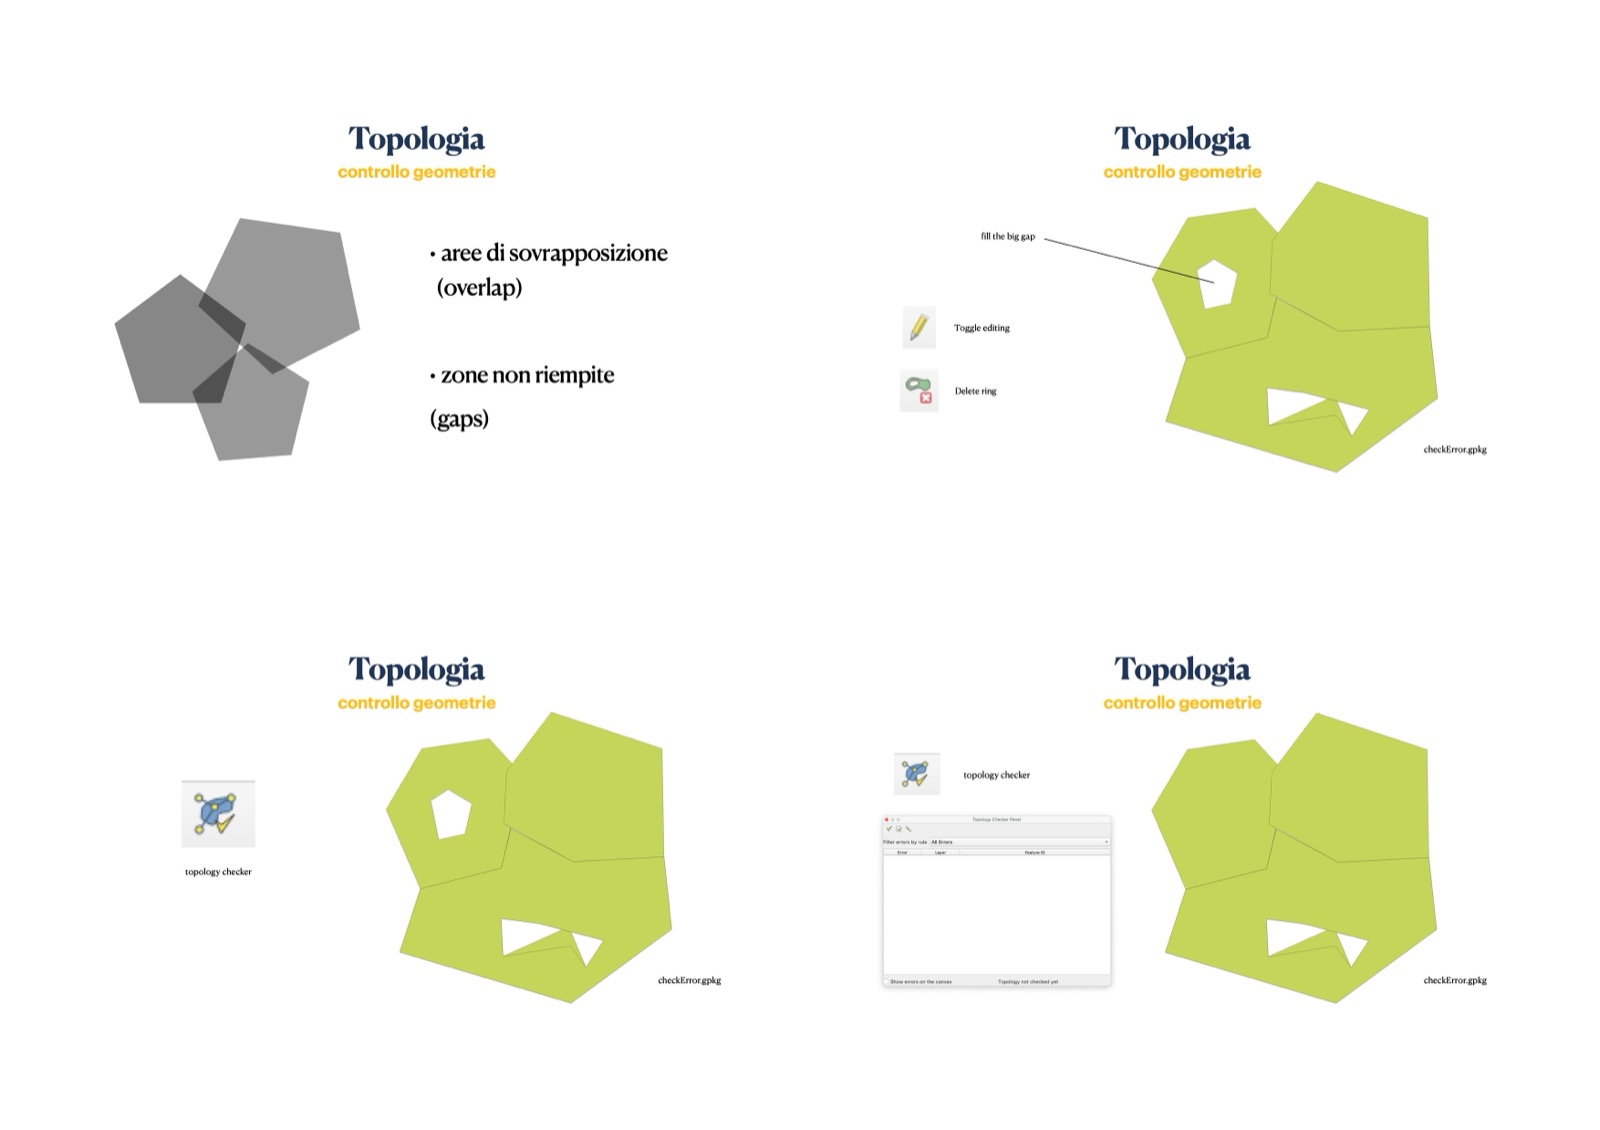 Topologia
controllo geometrie
• aree di sovrapposizione
(overlap)
• zone non riempite
(gaps)
Topologia
controllo geometrie
fill the big gap
Toggle editing
Delete ring
checkError.gpkg
Topologia
controllo geometrie
topology checker
checkError.gpkg
Topologia
controllo geometrie
topology checker
Topology Checker Panel
Filter errors by rule All Errors
Error Layer Feature ID
Show errors on the canvas Topology not checked yet
checkError.gpkg